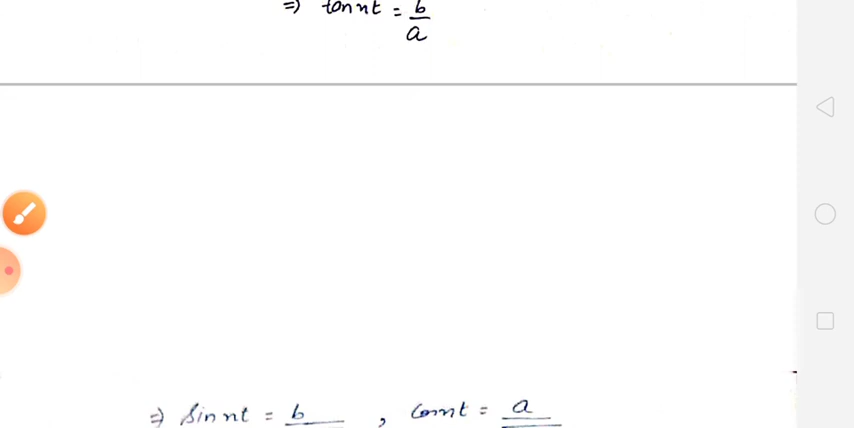 => tan nt = b/a
=> Sin nt = b/ , Cos nt = a/